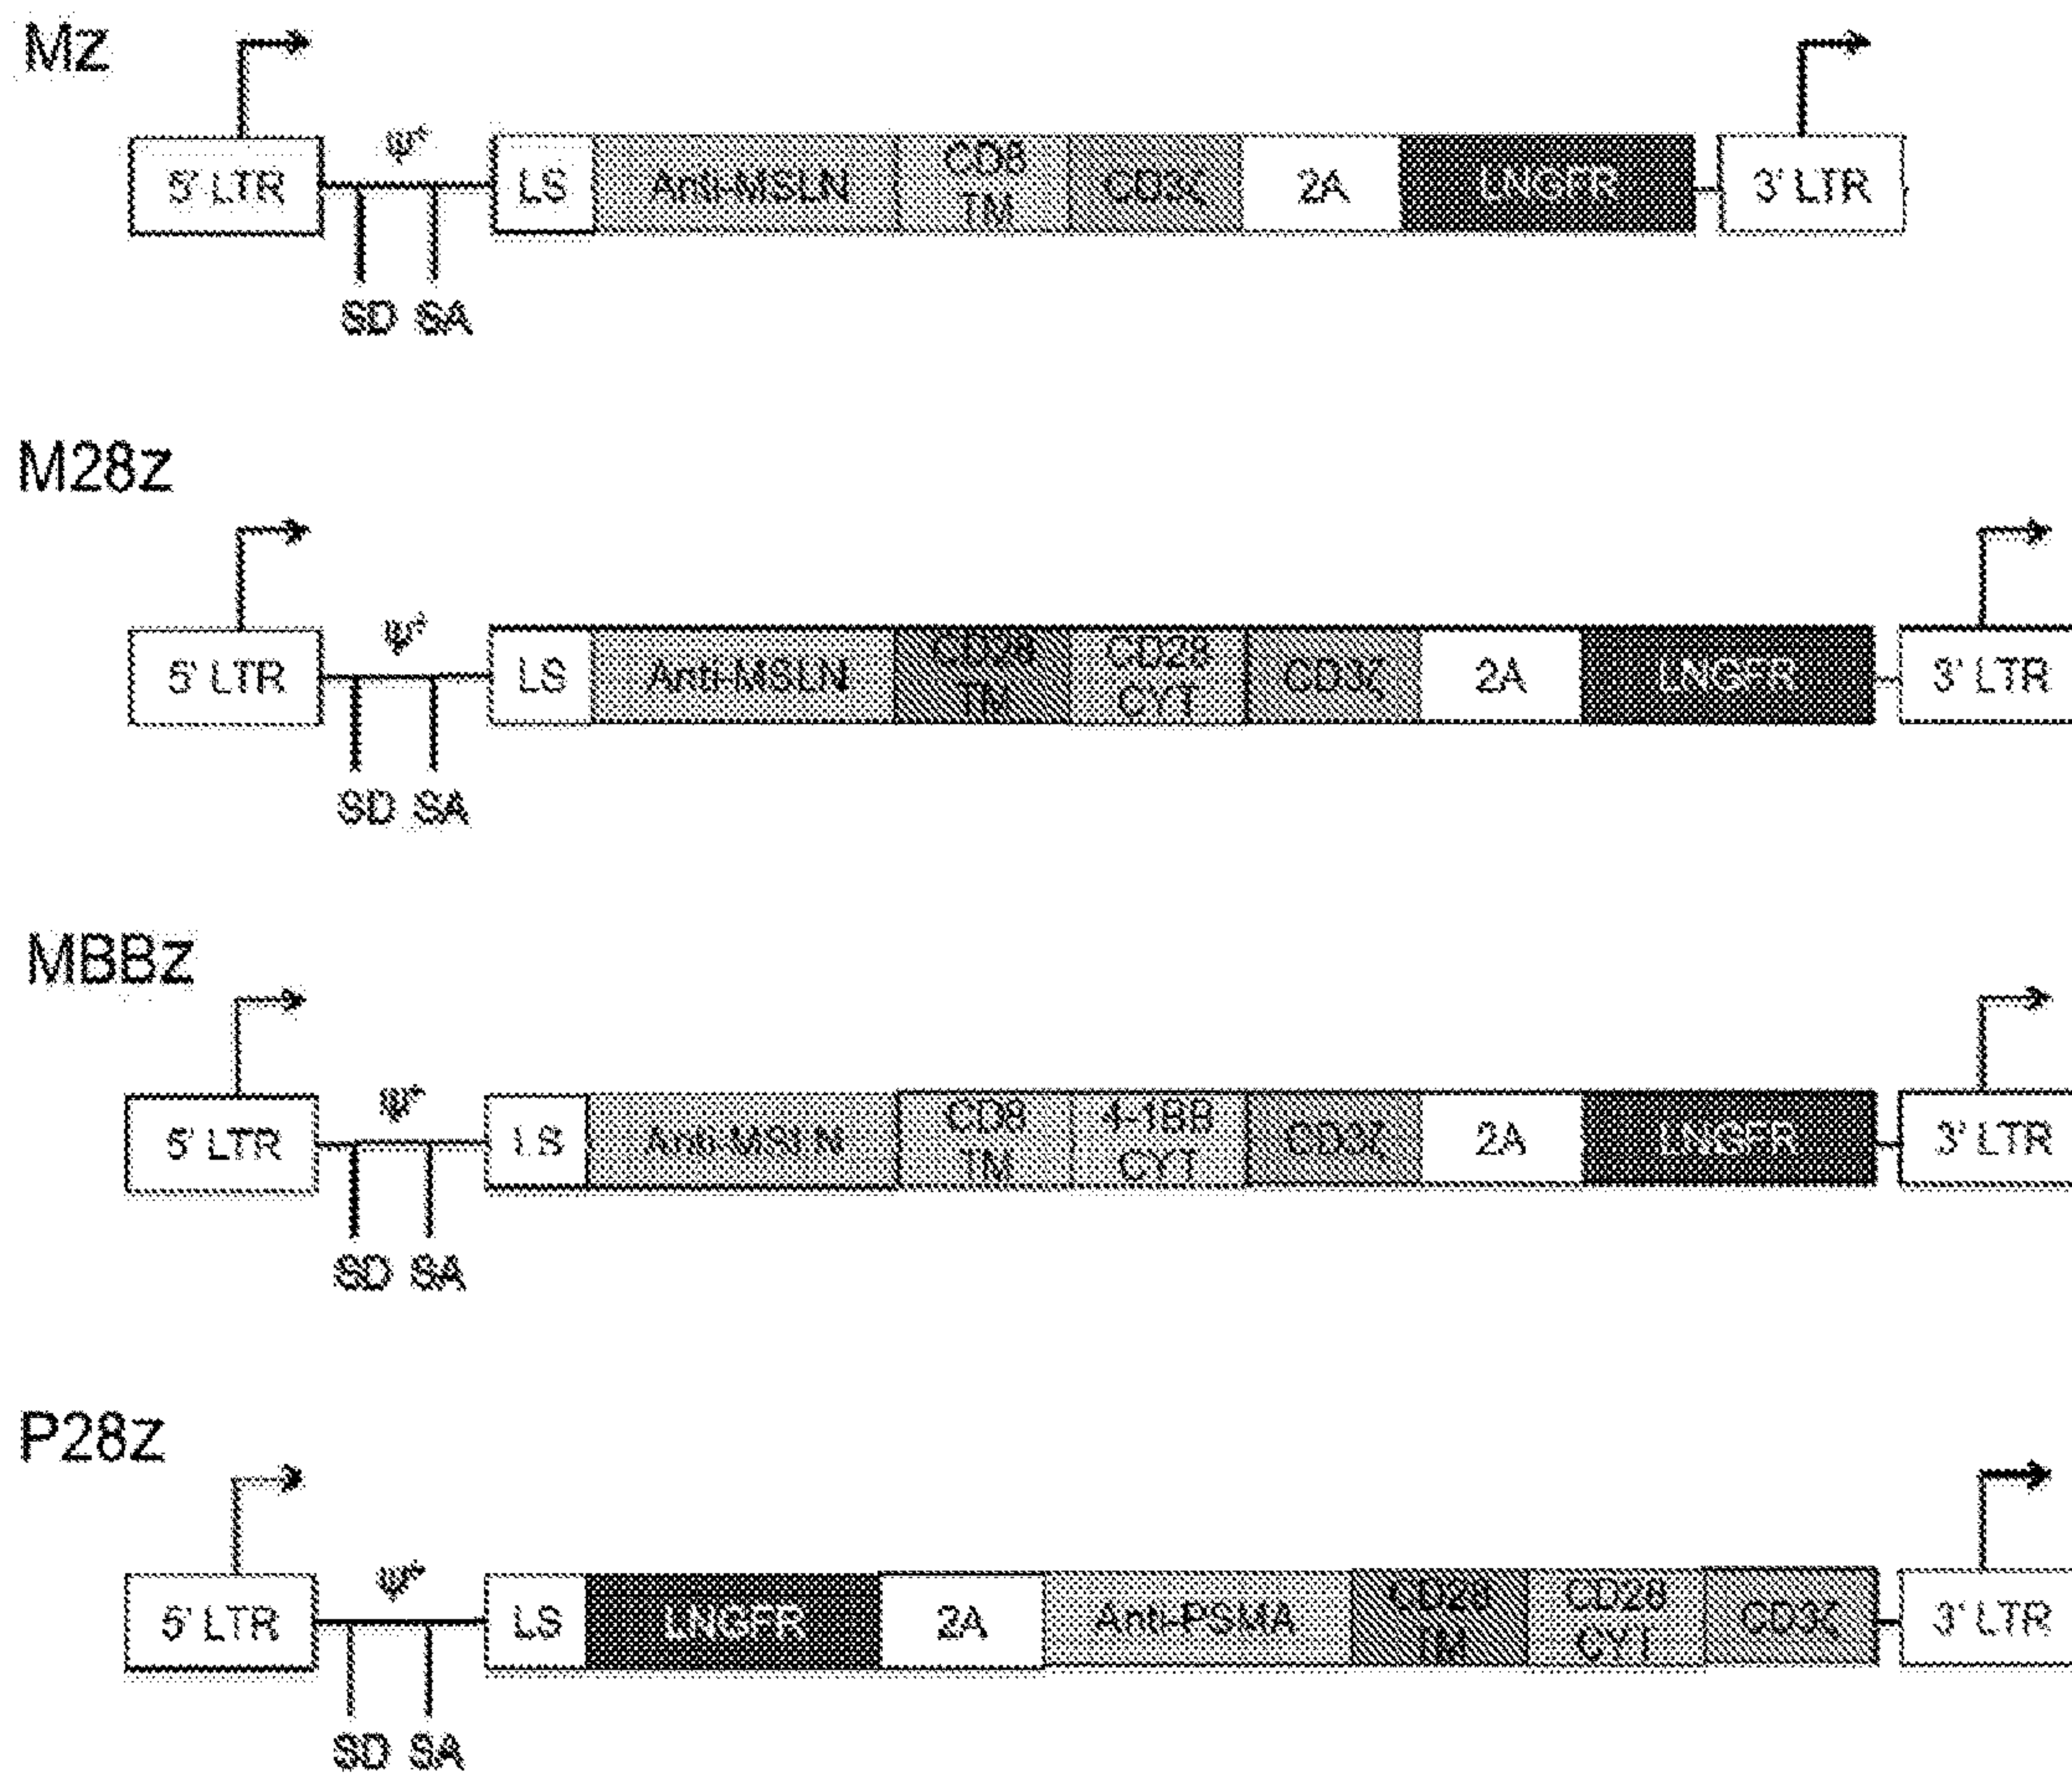 Mz
ψ+
5' LTR LS Anti-MSLN CD8 TM CD3ζ 2A LNGFR 3' LTR
SD SA
M28z
ψ+
5' LTR LS Anti-MSLN CD28 TM CD28 CYT CD3ζ 2A LNGFR 3' LTR
SD SA
MBBz
ψ+
5' LTR LS Anti-MSLN CD8 TM 4-1BB CYT CD3ζ 2A LNGFR 3' LTR
SD SA
P28z
ψ+
5' LTR LS LNGFR 2A Anti-PSMA CD28 TM CD28 CYT CD3ζ 3' LTR
SD SA